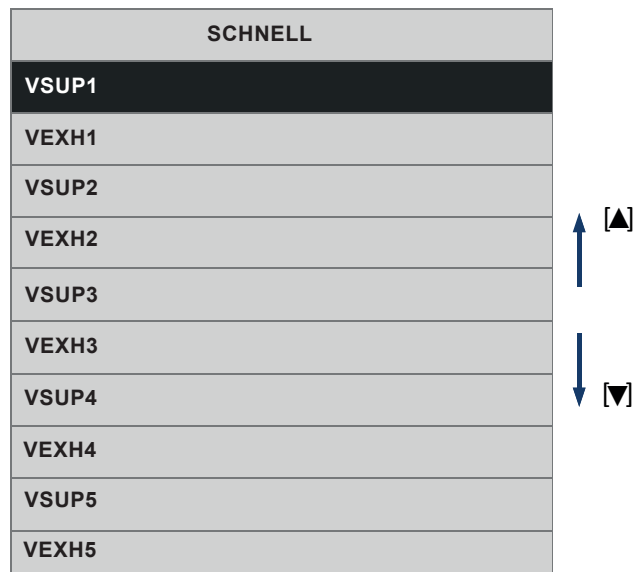 SCHNELL
VSUP1
VEXH1
VSUP2
VEXH2
[▲]
VSUP3
VEXH3
VSUP4
[▼]
VEXH4
VSUP5
VEXH5